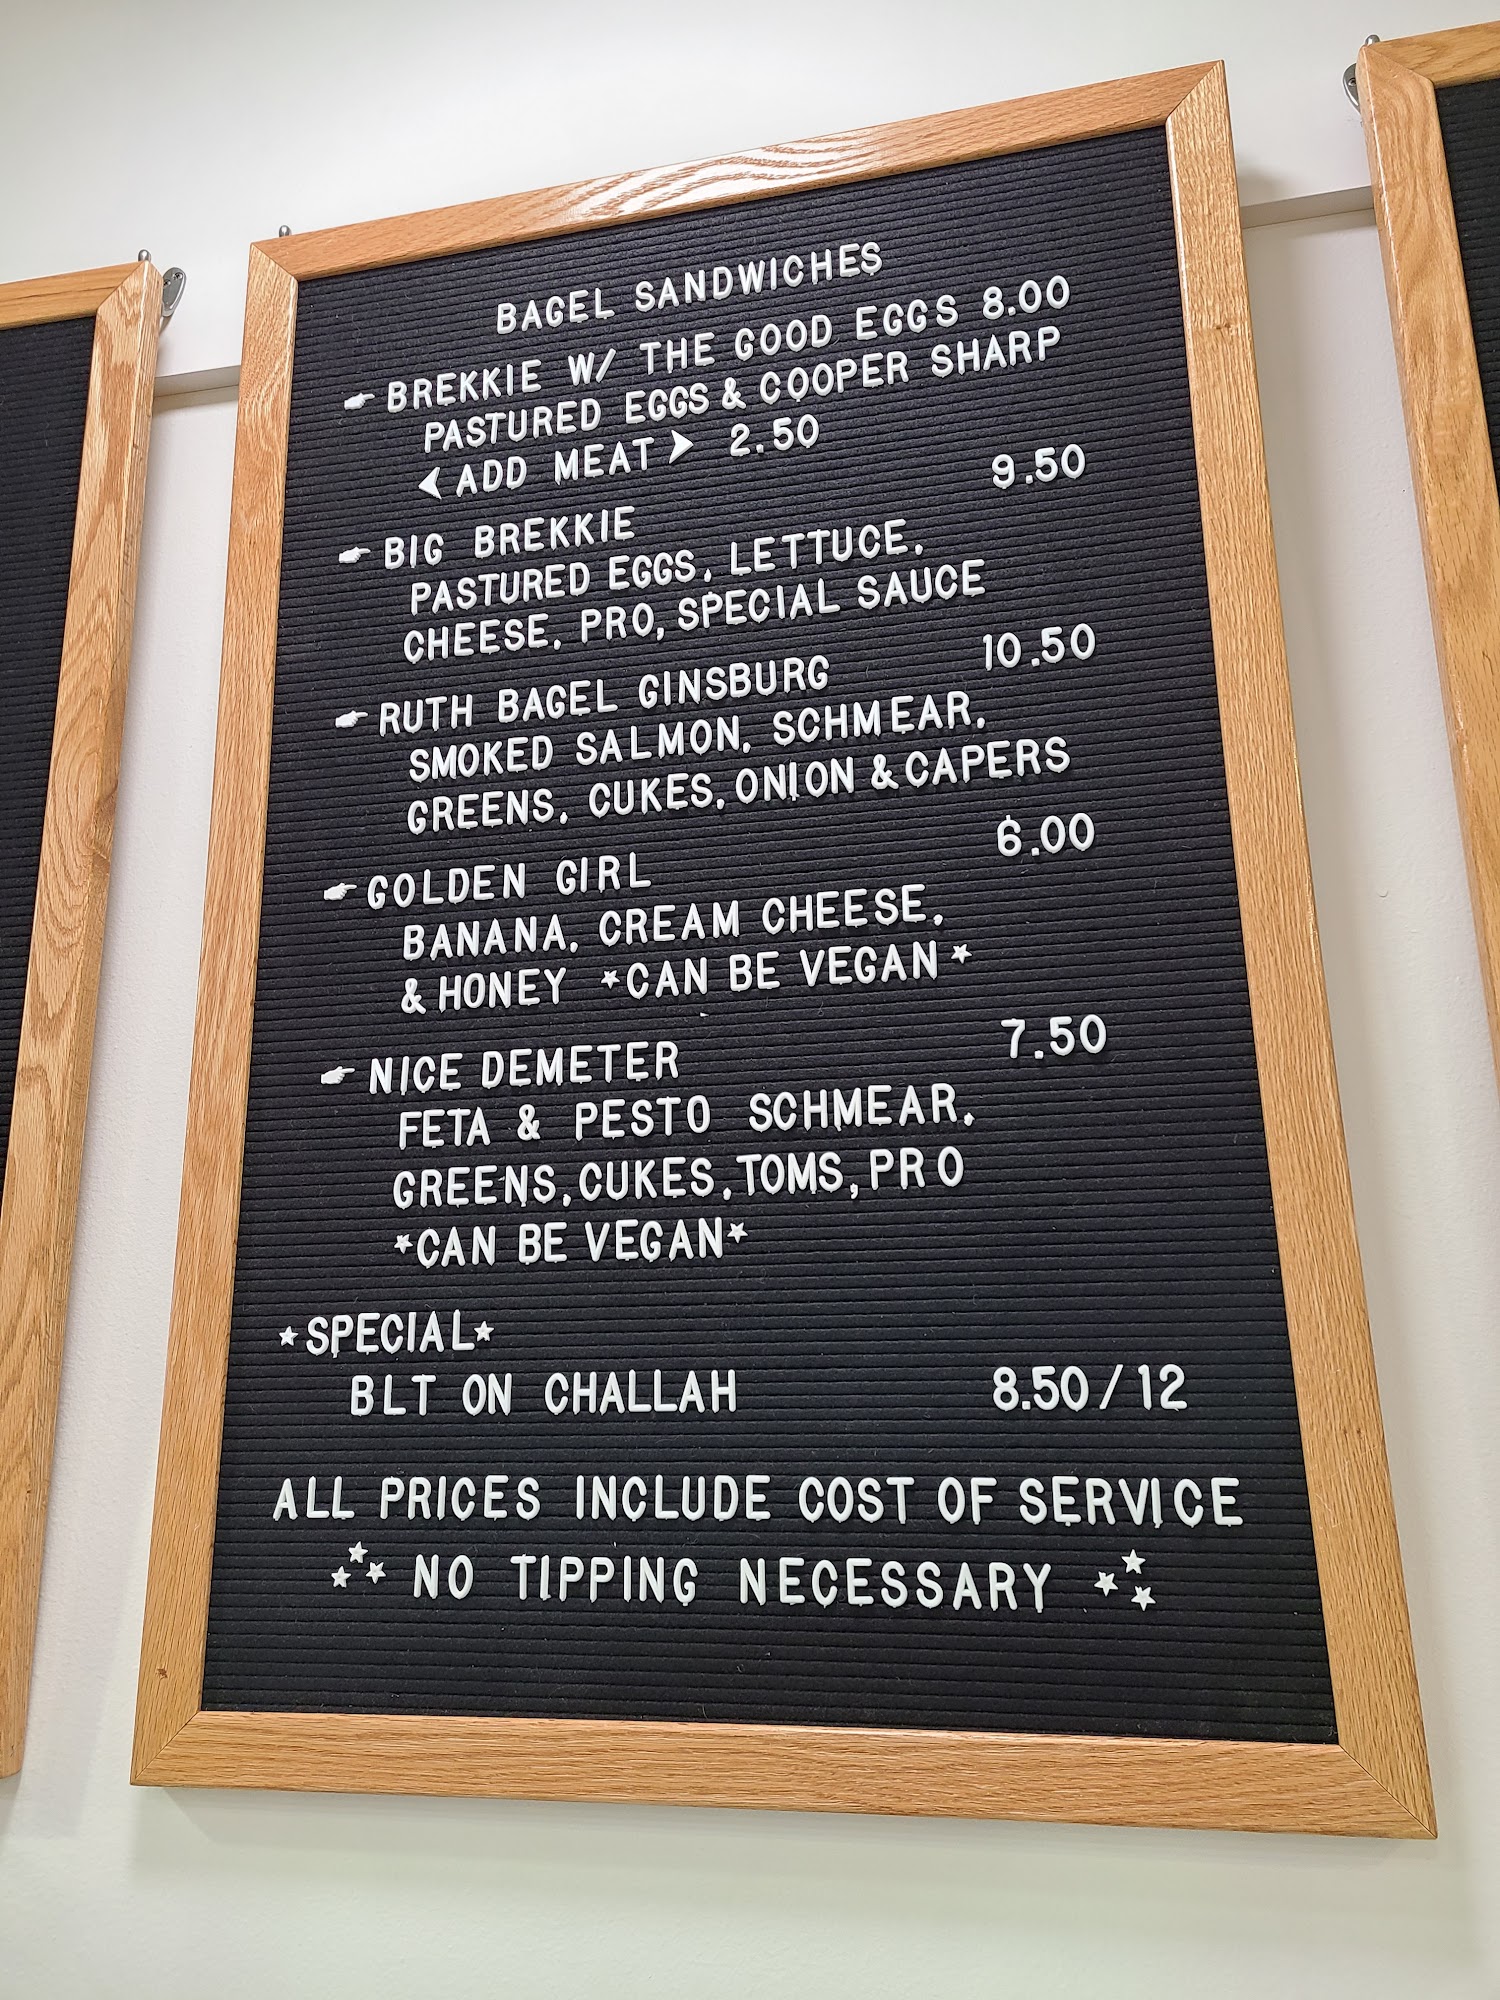 BAGEL SANDWICHES
BREKKIE W/ THE GOOD EGGS 8.00
PASTURED EGGS & COOPER SHARP
ADD MEAT 2.50
BIG BREKKIE 9.50
PASTURED EGGS, LETTUCE,
CHEESE, PRO, SPECIAL SAUCE
RUTH BAGEL GINSBURG 10.50
SMOKED SALMON, SCHMEAR,
GREENS, CUKES, ONION & CAPERS
GOLDEN GIRL 6.00
BANANA, CREAM CHEESE,
& HONEY *CAN BE VEGAN*
NICE DEMETER 7.50
FETA & PESTO SCHMEAR,
GREENS, CUKES, TOMS, PRO
*CAN BE VEGAN*
*SPECIAL*
BLT ON CHALLAH 8.50/12
ALL PRICES INCLUDE COST OF SERVICE
NO TIPPING NECESSARY